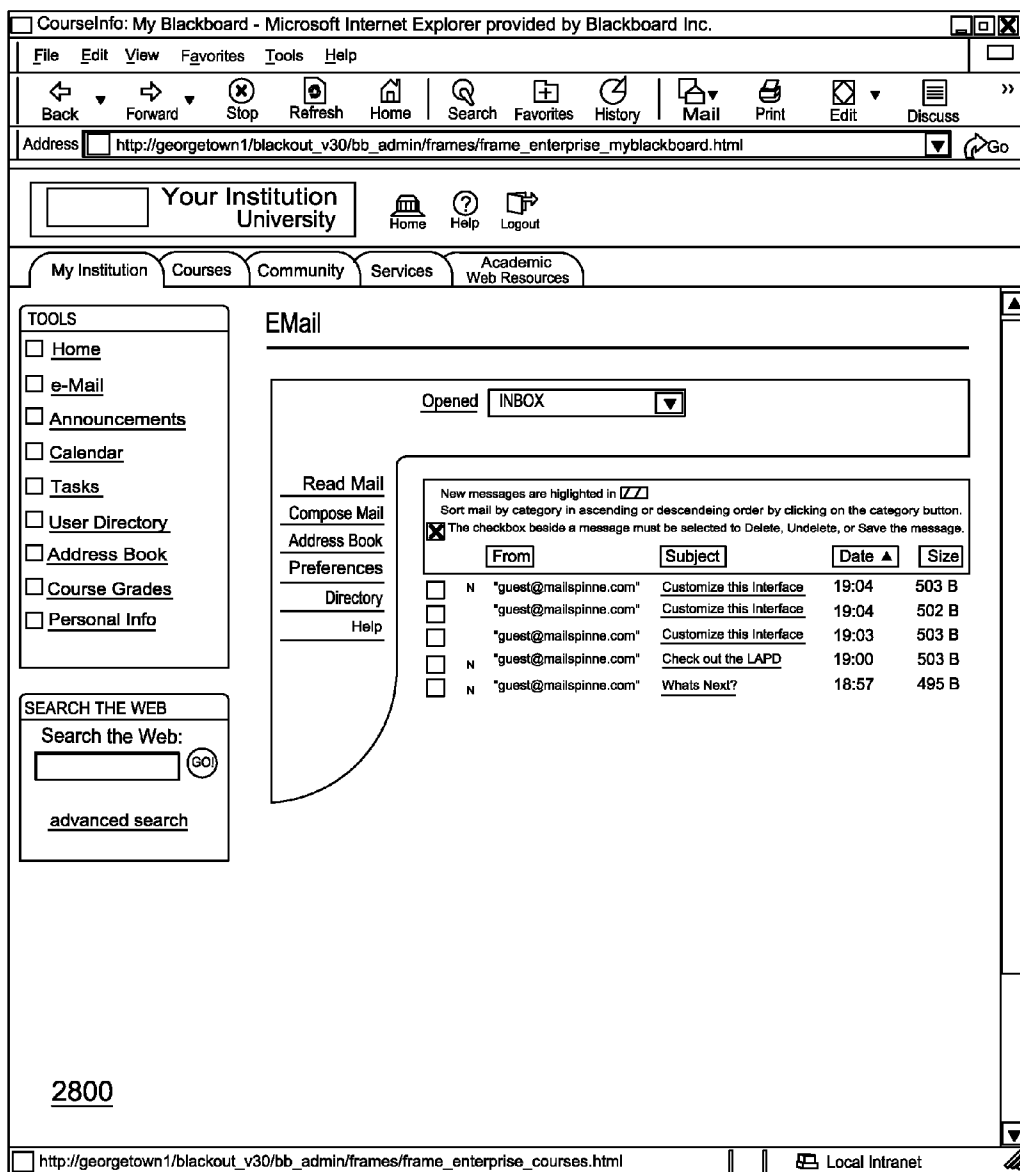 CourseInfo: My Blackboard - Microsoft Internet Explorer provided by Blackboard Inc.
File Edit View Favorites Tools Help
Back Forward Stop Refresh Home Search Favorites History Mail Print Edit Discuss »
Address http://georgetown1/blackout_v30/bb_admin/frames/frame_enterprise_myblackboard.html Go
Your Institution
University
Home Help Logout
My Institution Courses Community Services Academic
Web Resources
TOOLS
Home
e-Mail
Announcements
Calendar
Tasks
User Directory
Address Book
Course Grades
Personal Info
SEARCH THE WEB
Search the Web:
GO!
advanced search
EMail
Opened INBOX
Read Mail
Compose Mail
Address Book
Preferences
Directory
Help
New messages are higlighted in
Sort mail by category in ascending or descendeing order by clicking on the category button.
The checkbox beside a message must be selected to Delete, Undelete, or Save the message.
From Subject Date ▲ Size
N "guest@mailspinne.com" Customize this Interface 19:04 503 B
"guest@mailspinne.com" Customize this Interface 19:04 502 B
"guest@mailspinne.com" Customize this Interface 19:03 503 B
N "guest@mailspinne.com" Check out the LAPD 19:00 503 B
N "guest@mailspinne.com" Whats Next? 18:57 495 B
2800
http://georgetown1/blackout_v30/bb_admin/frames/frame_enterprise_courses.html Local Intranet